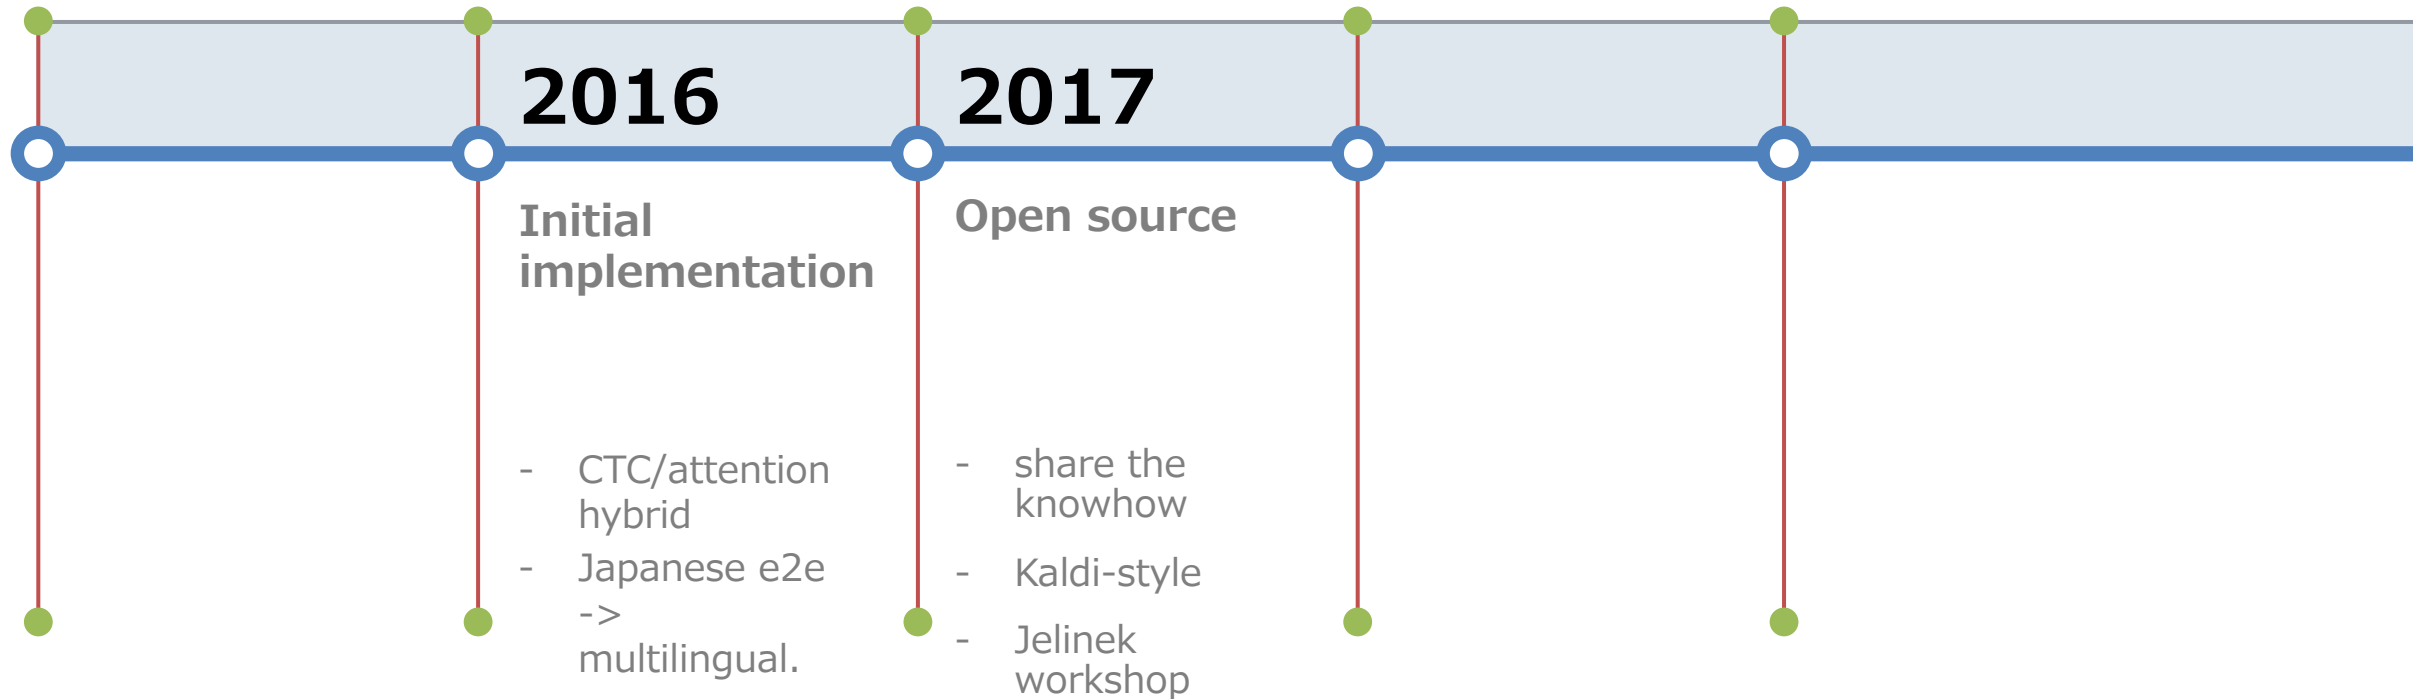 2016
Initial
implementation
- CTC/attention
hybrid
- Japanese e2e
->
multilingual.
2017
Open source
- share the
knowhow
- Kaldi-style
- Jelinek
workshop